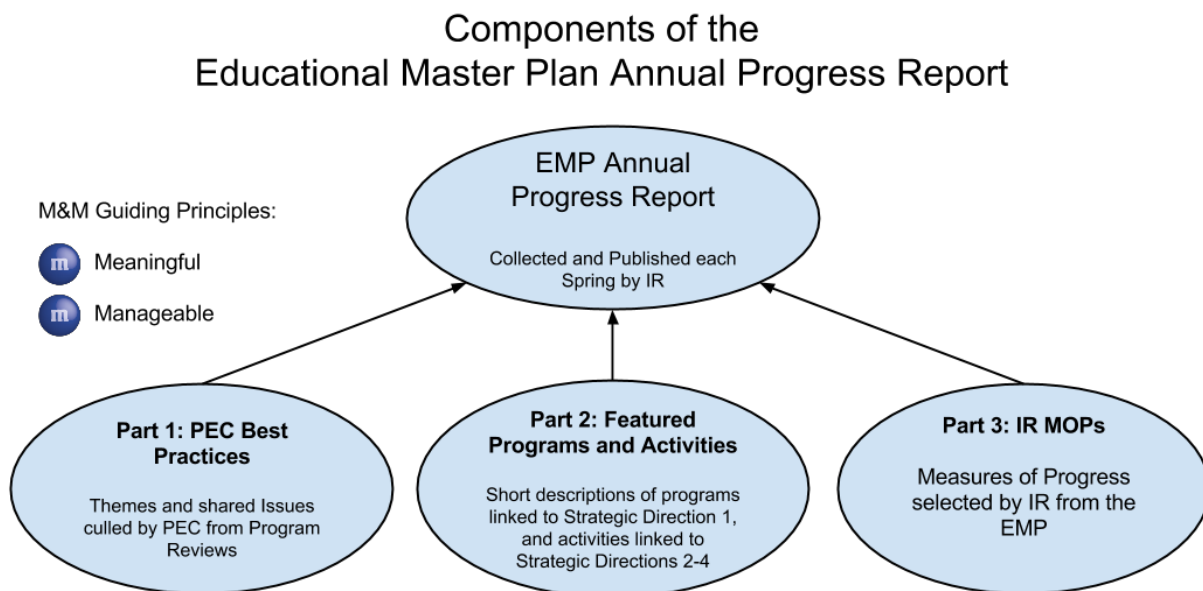 Components of the
Educational Master Plan Annual Progress Report
EMP Annual
Progress Report
Collected and Published each
Spring by IR
M&M Guiding Principles:
m Meaningful
m Manageable
Part 1: PEC Best
Practices
Themes and shared Issues
culled by PEC from Program
Reviews
Part 2: Featured
Programs and Activities
Short descriptions of programs
linked to Strategic Direction 1,
and activities linked to
Strategic Directions 2-4
Part 3: IR MOPs
Measures of Progress
selected by IR from the
EMP